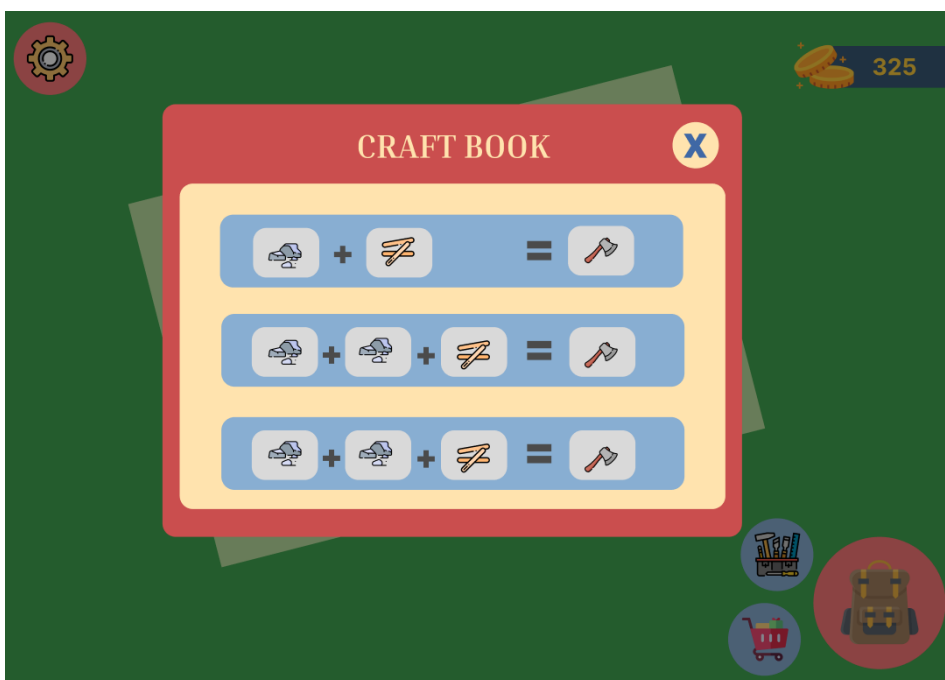 325
CRAFT BOOK
X
+ =
+ + =
+ + =